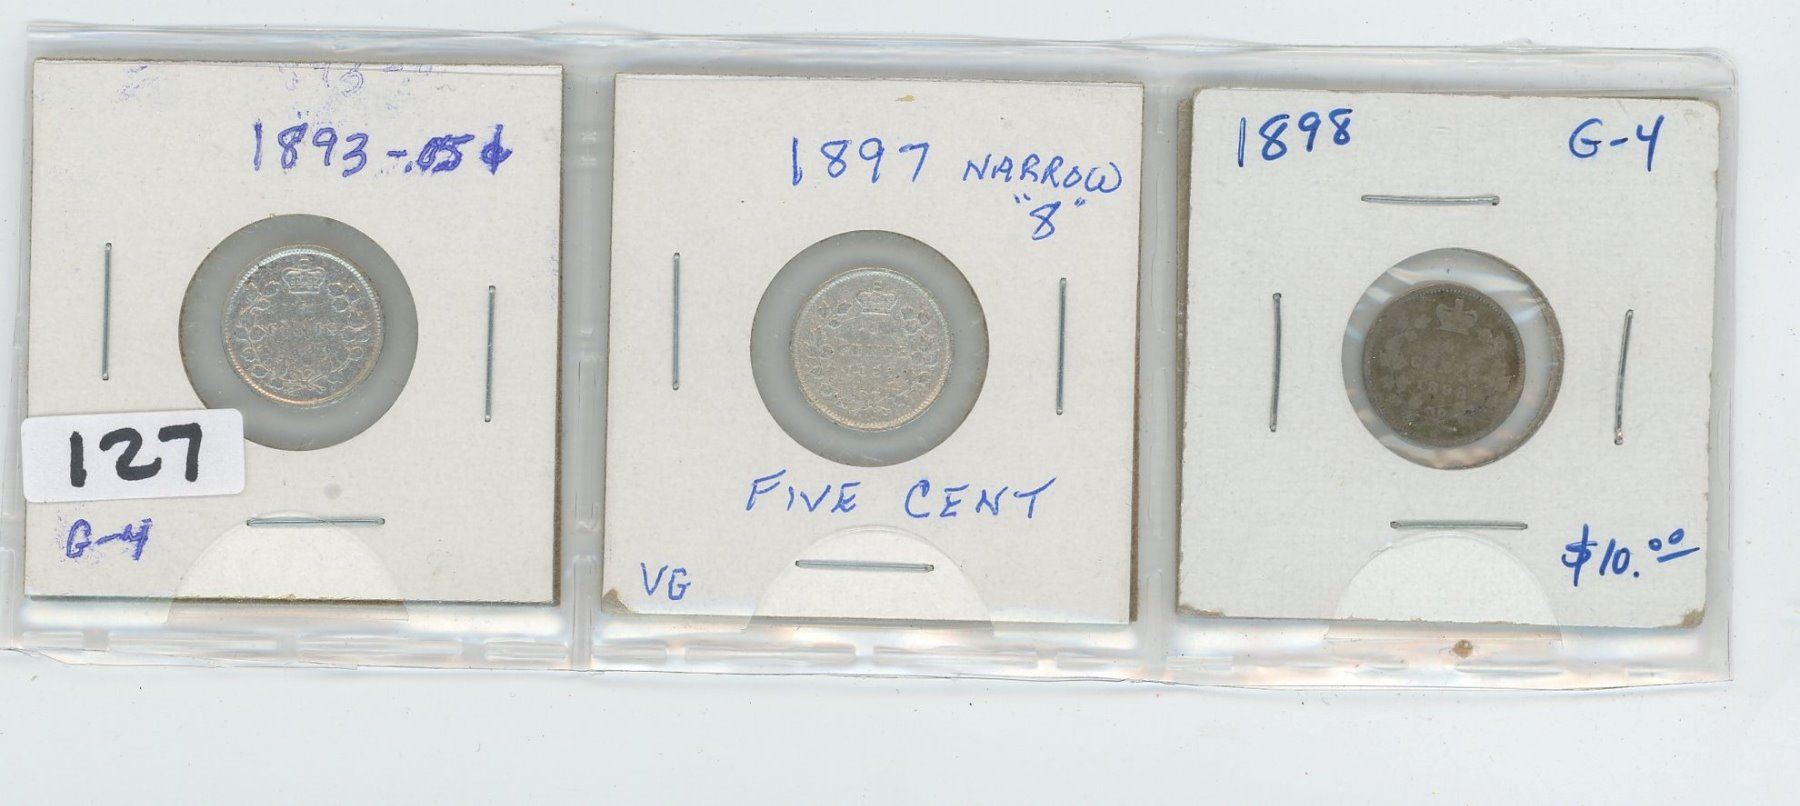 1893-.05¢
127
G-4
1897 NARROW
"8"
FIVE CENT
VG
1898 G-4
$10.00